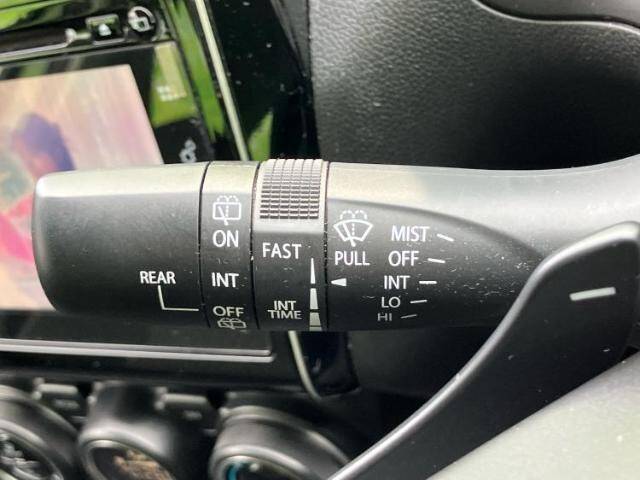 REAR
ON
INT
OFF
FAST
INT
TIME
PULL
MIST
OFF
INT
LO
HI